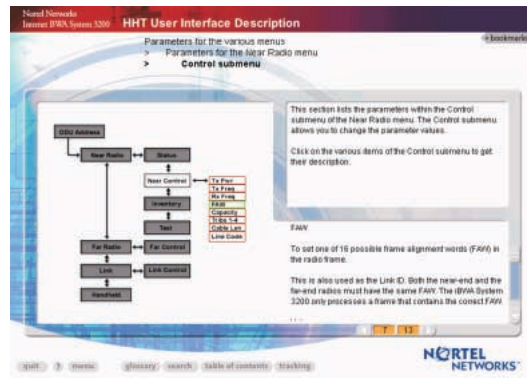 Nortel Networks
Internet BWA System 3200
HHT User Interface Description
bookmark
Parameters for the various menus
> Parameters for the Near Radio menu
> Control submenu
ODU Address
Near Radio
Status
Near Control
Inventory
Test
Far Radio
Far Control
Link
Link Control
Handheld
Tx Pwr
Tx Freq
Rx Freq
FAW
Capacity
Tribs 1-4
Cable Len
Line Code
This section lists the parameters within the Control
submenu of the Near Radio menu. The Control submenu
allows you to change the parameter values.
Click on the various items of the Control submenu to get
their description.
FAW
To set one of 16 possible frame alignment words (FAW) in
the radio frame.
This is also used as the Link ID. Both the near-end and the
far-end radios must have the same FAW. The iBWA System
3200 only processes a frame that contains the correct FAW.
7 13
quit ? menu glossary search table of contents tracking
NORTEL
NETWORKS